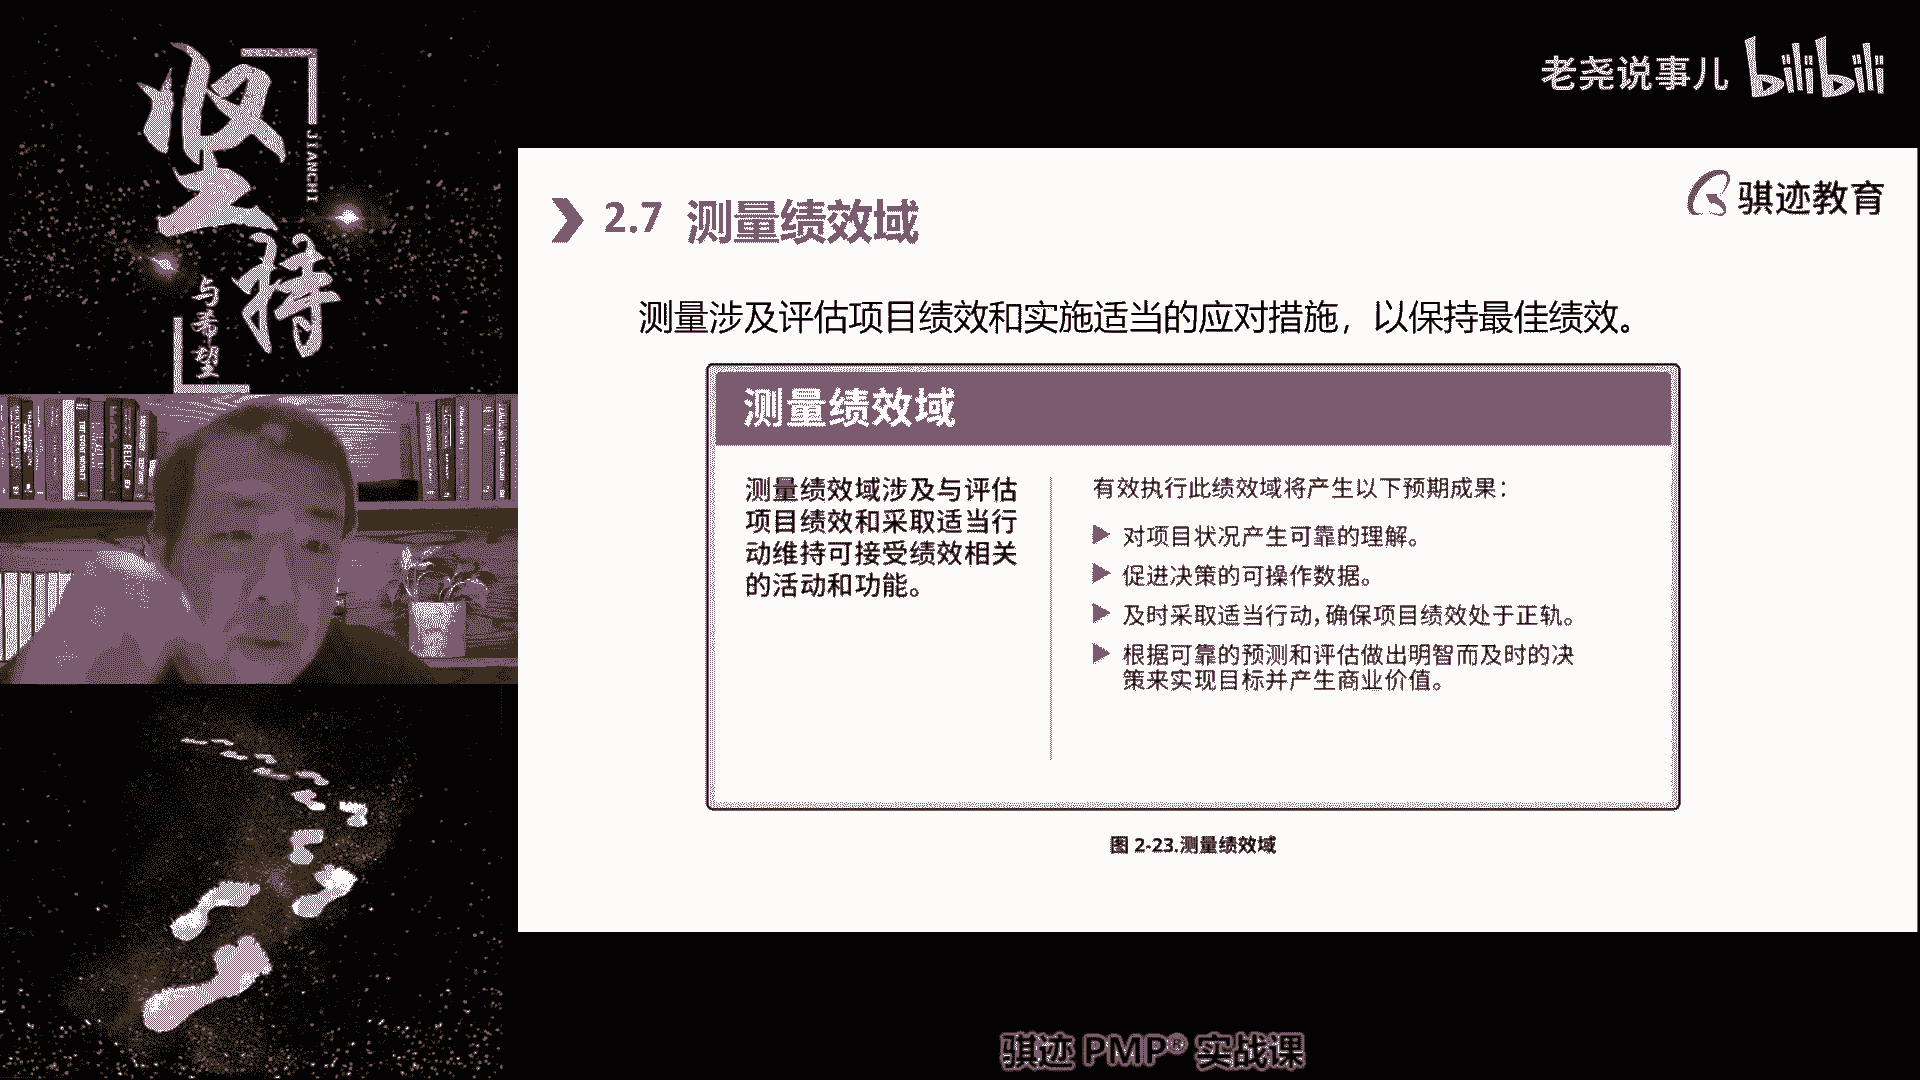 坚持
JIANCHI
与希望
老尧说事儿 bilibili
骐迹教育
2.7 测量绩效域
测量涉及评估项目绩效和实施适当的应对措施，以保持最佳绩效。
测量绩效域
测量绩效域涉及与评估
项目绩效和采取适当行
动维持可接受绩效相关
的活动和功能。
有效执行此绩效域将产生以下预期成果：
对项目状况产生可靠的理解。
促进决策的可操作数据。
及时采取适当行动，确保项目绩效处于正轨。
根据可靠的预测和评估做出明智而及时的决
策来实现目标并产生商业价值。
图 2-23.测量绩效域
骐迹 PMP® 实战课
RELIC